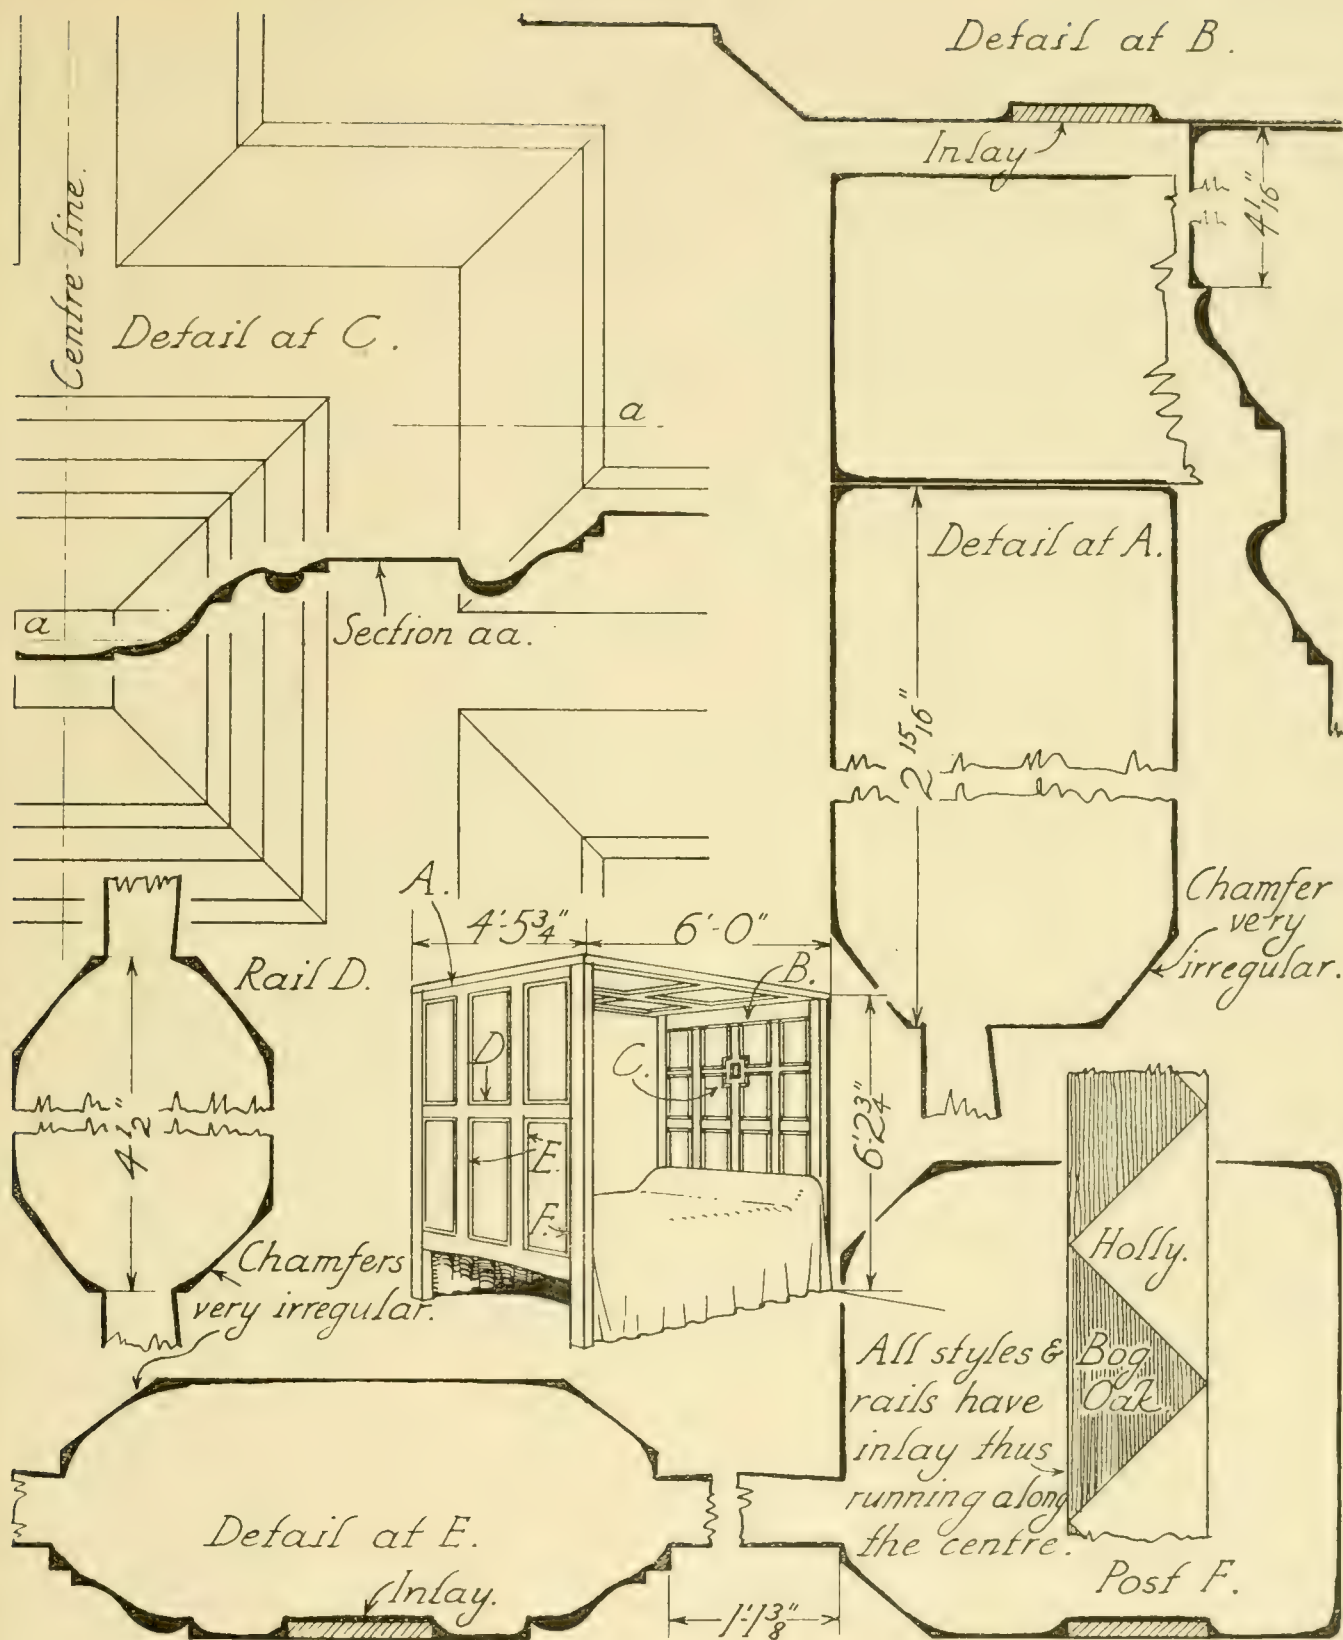 Detail at B.
Inlay
4 1/16"
Centre line.
Detail at C.
a
a
Section aa.
Detail at A.
2 15/16"
Chamfer
very
irregular.
Rail D.
4 1/2"
A.
4'-5 3/4"
6'-0"
B.
C.
D
E.
F.
6'2 3/4"
Chamfers
very irregular.
Holly.
Bog
Oak
All styles &
rails have
inlay thus
running along
the centre.
Post F.
Detail at E.
Inlay.
1'-1 3/8"